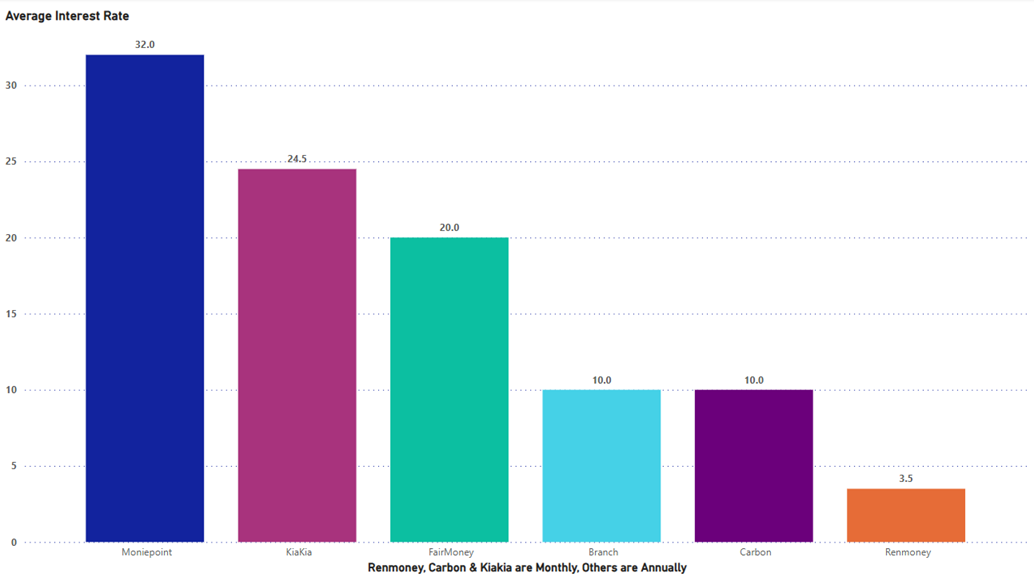 Average Interest Rate
32.0
30
25
24.5
20.0
20
15
10.0
10.0
10
5
3.5
0
Moniepoint
KiaKia
FairMoney
Branch
Carbon
Renmoney
Renmoney, Carbon & Kiakia are Monthly, Others are Annually